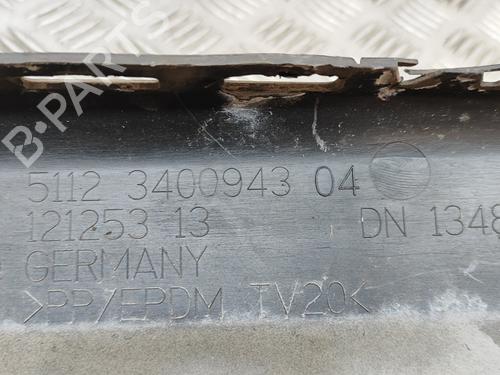 B-PARTS
5112 3400943 04
121253 13 DN 1348
GERMANY
>PP/EPDM TV20<